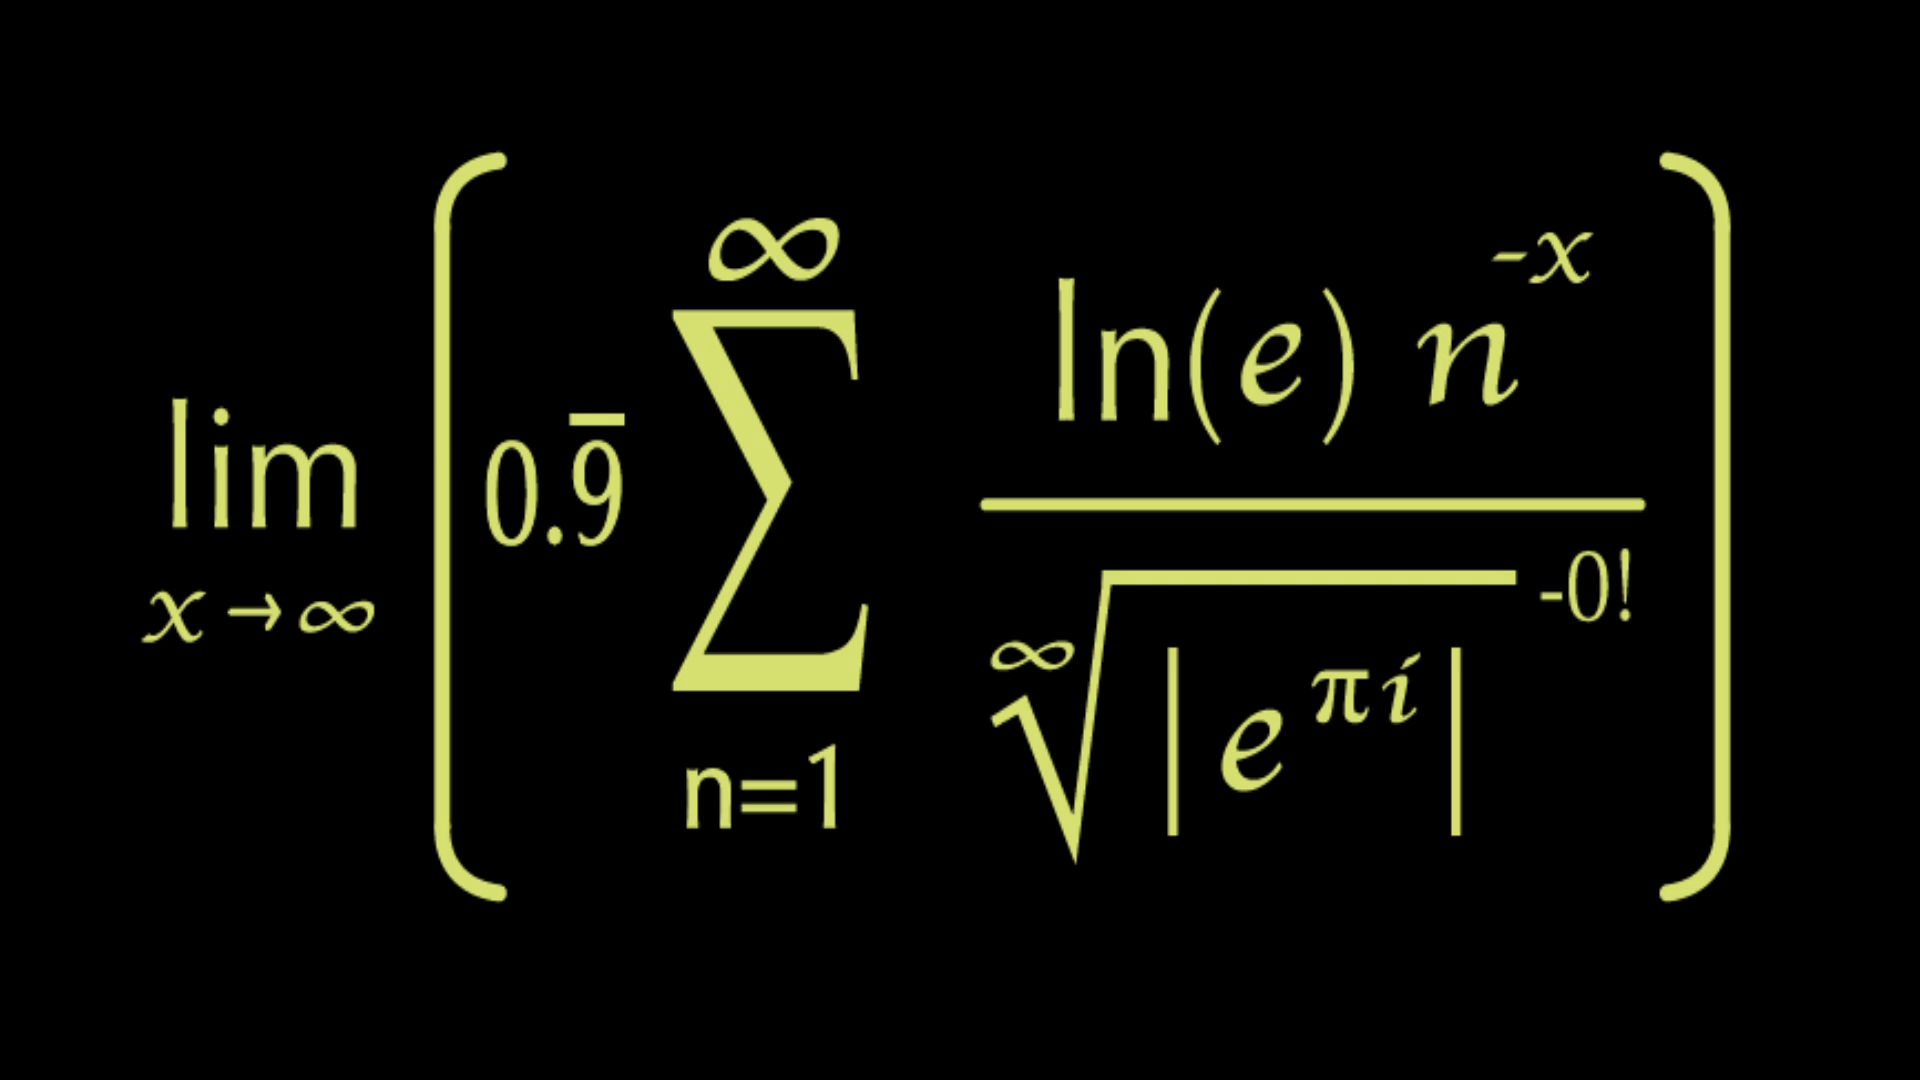 lim x→∞ ( 0.9̅ ∞ ∑ n=1 ln(e) n^-x / ∞√|e^πi| ^-0! )